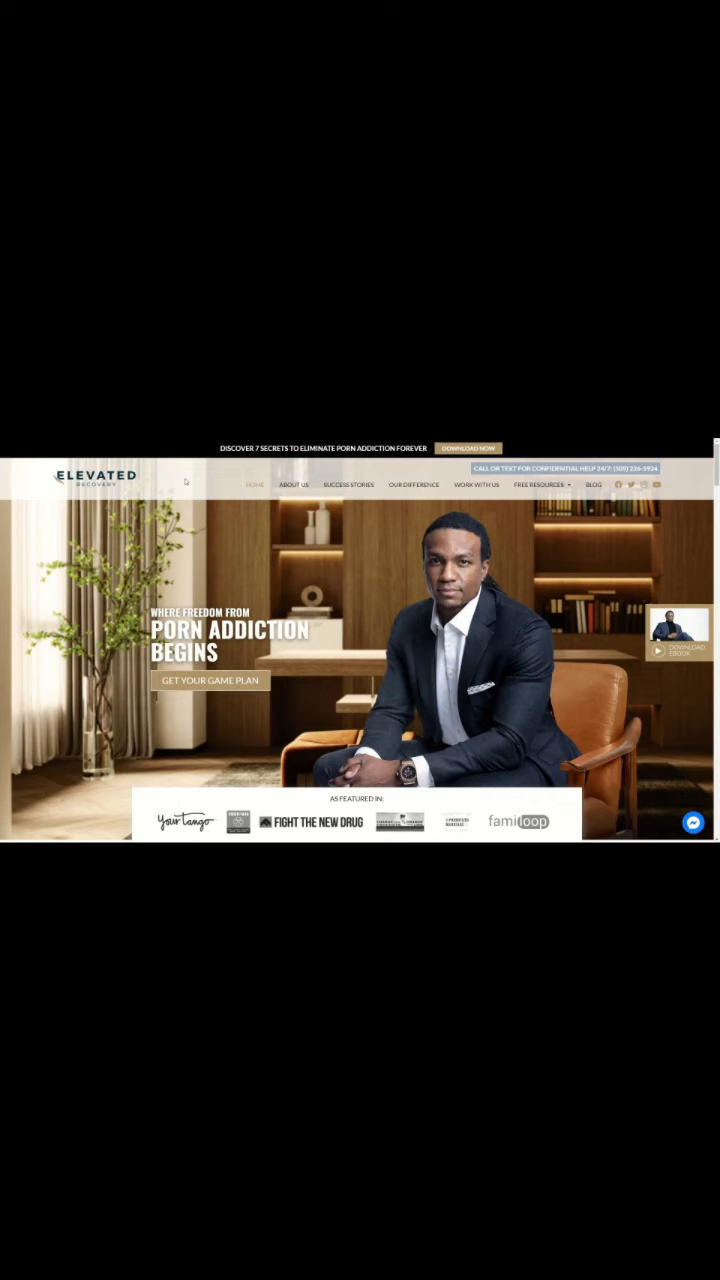 DISCOVER 7 SECRETS TO ELIMINATE PORN ADDICTION FOREVER
DOWNLOAD NOW
CALL OR TEXT FOR CONFIDENTIAL HELP 24/7: (505) 226-5924
ELEVATED
RECOVERY
HOME ABOUT US SUCCESS STORIES OUR DIFFERENCE WORK WITH US FREE RESOURCES BLOG
WHERE FREEDOM FROM
PORN ADDICTION
BEGINS
GET YOUR GAME PLAN
DOWNLOAD
EBOOK
AS FEATURED IN:
YourTango
FIGHT THE NEW DRUG
familoop